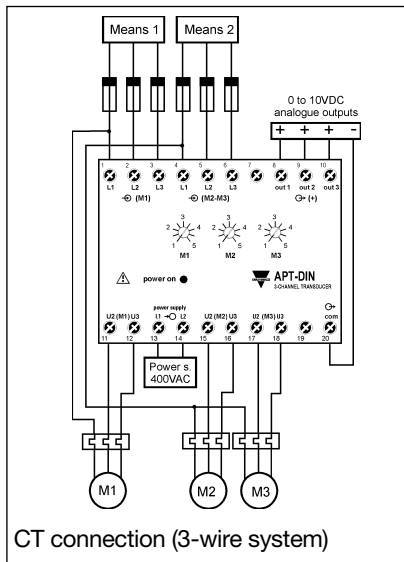 Means 1 Means 2
0 to 10VDC
analogue outputs
+ + + -
1 2 3 4 5 6 7 8 9 10
L1 L2 L3 L1 L2 L3 out 1 out 2 out 3
(M1) (M2-M3) (+)
3 3 3
2 4 2 4 2 4
1 5 1 5 1 5
M1 M2 M3
power on APT-DIN
3-CHANNEL TRANSDUCER
power supply
U2 (M1) U3 L1 L2 U2 (M2) U3 U2 (M3) U3 com
11 12 13 14 15 16 17 18 19 20
Power s.
400VAC
M1 M2 M3
CT connection (3-wire system)